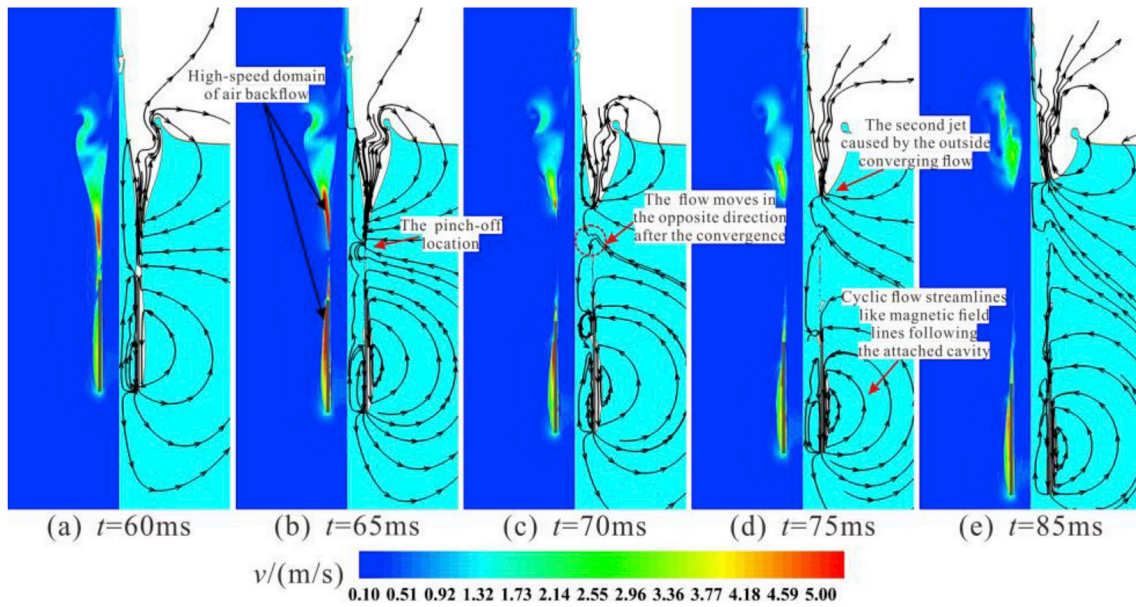 High-speed domain
of air backflow
The pinch-off
location
The flow moves in
the opposite direction
after the convergence
The second jet
caused by the outside
converging flow
Cyclic flow streamlines
like magnetic field
lines following
the attached cavity
(a) t=60ms
(b) t=65ms
(c) t=70ms
(d) t=75ms
(e) t=85ms
v/(m/s)
0.10 0.51 0.92 1.32 1.73 2.14 2.55 2.96 3.36 3.77 4.18 4.59 5.00